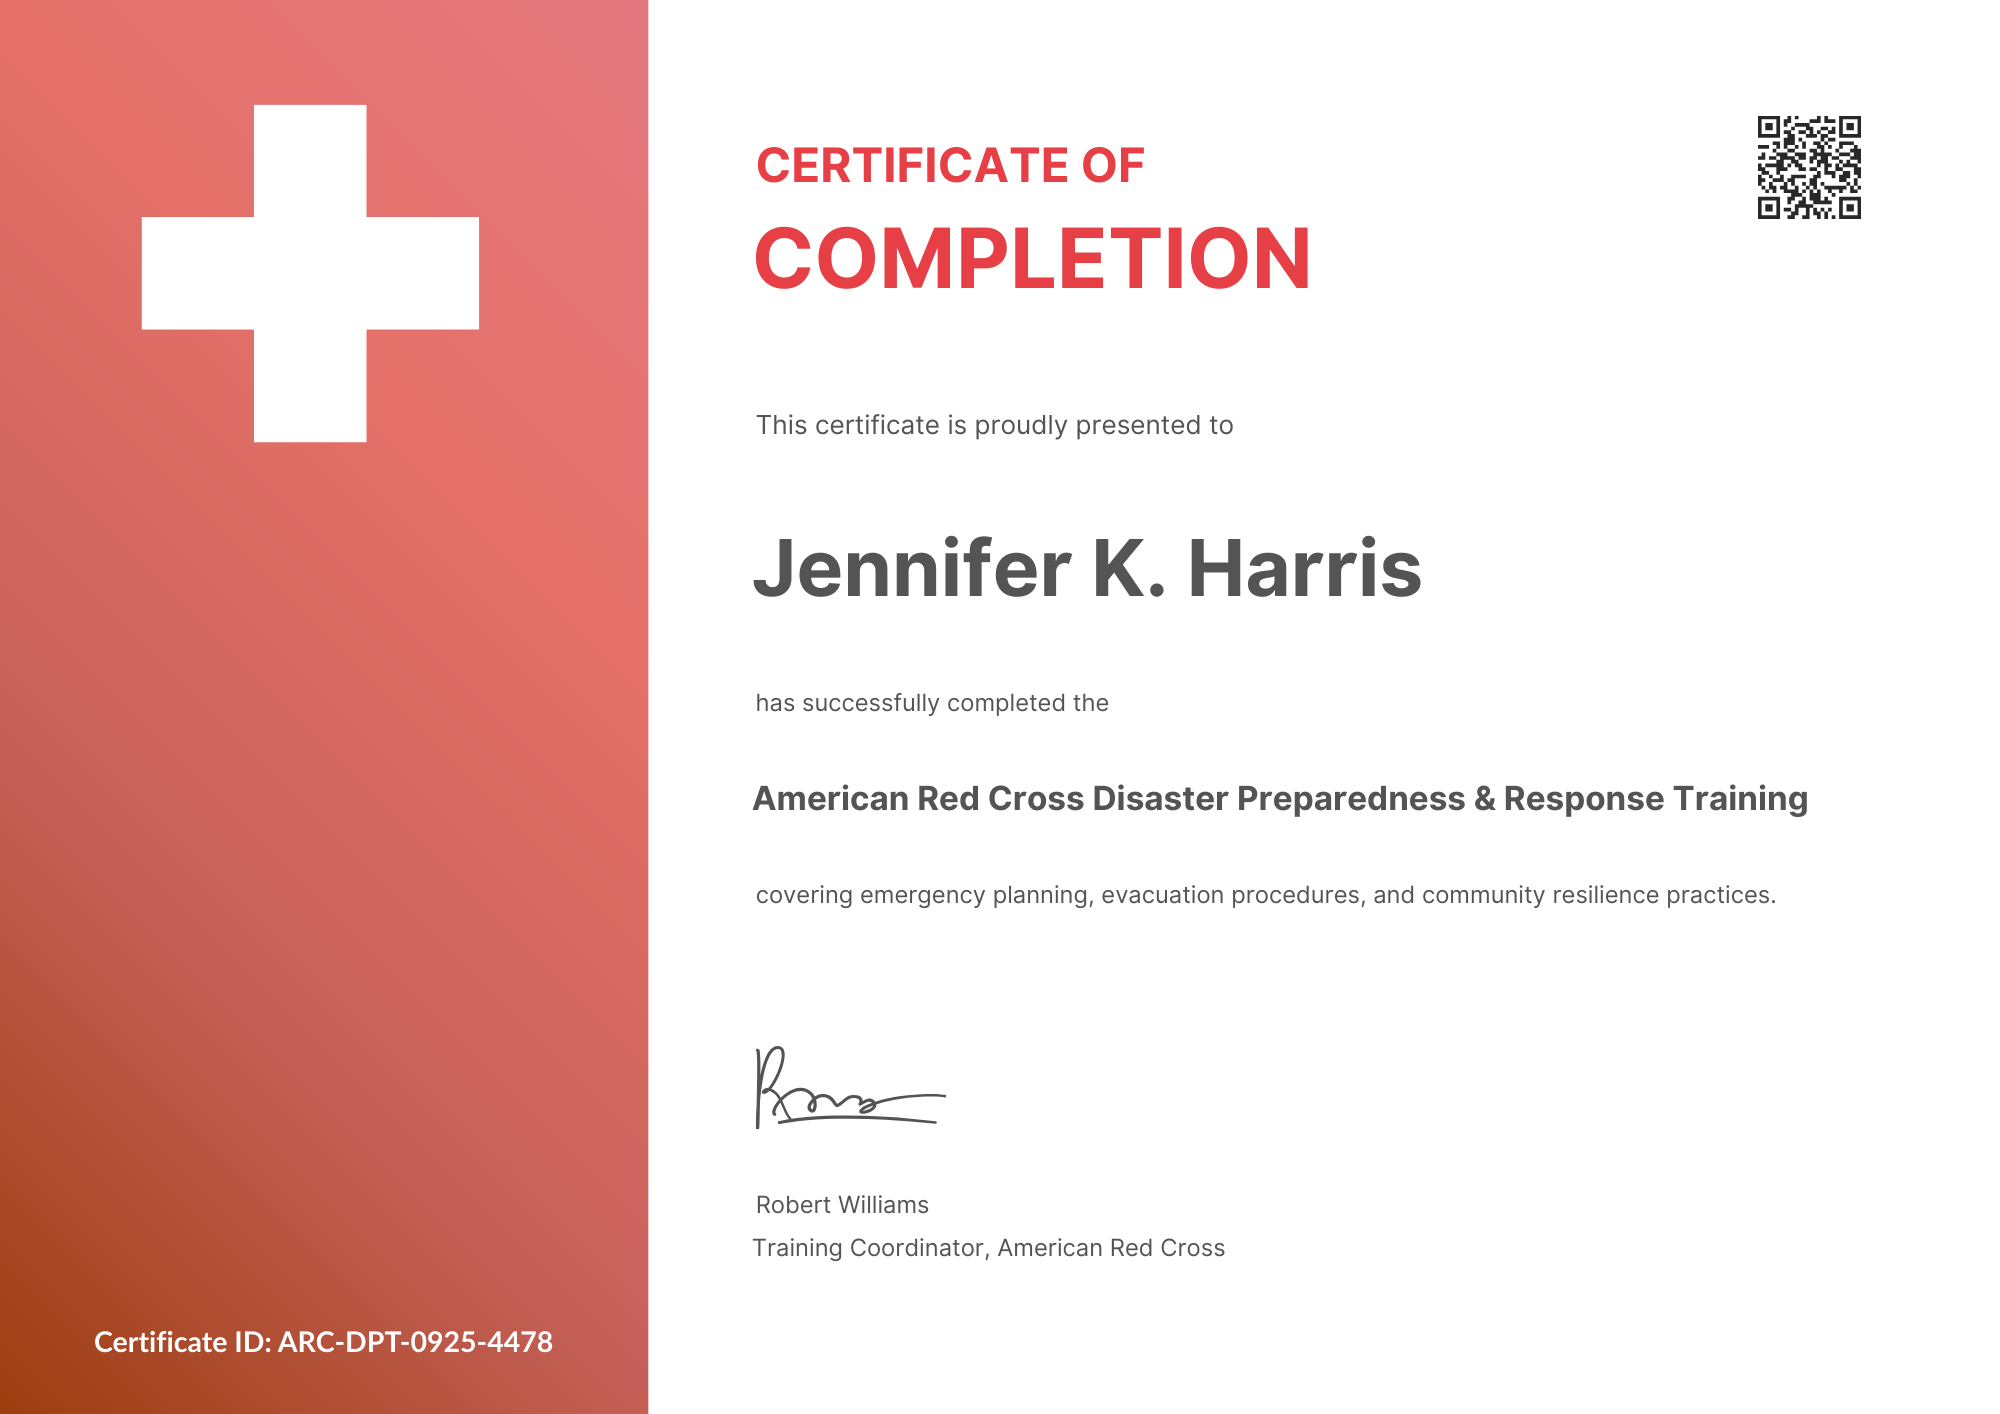 CERTIFICATE OF
COMPLETION
This certificate is proudly presented to
Jennifer K. Harris
has successfully completed the
American Red Cross Disaster Preparedness & Response Training
covering emergency planning, evacuation procedures, and community resilience practices.
Robert Williams
Training Coordinator, American Red Cross
Certificate ID: ARC-DPT-0925-4478